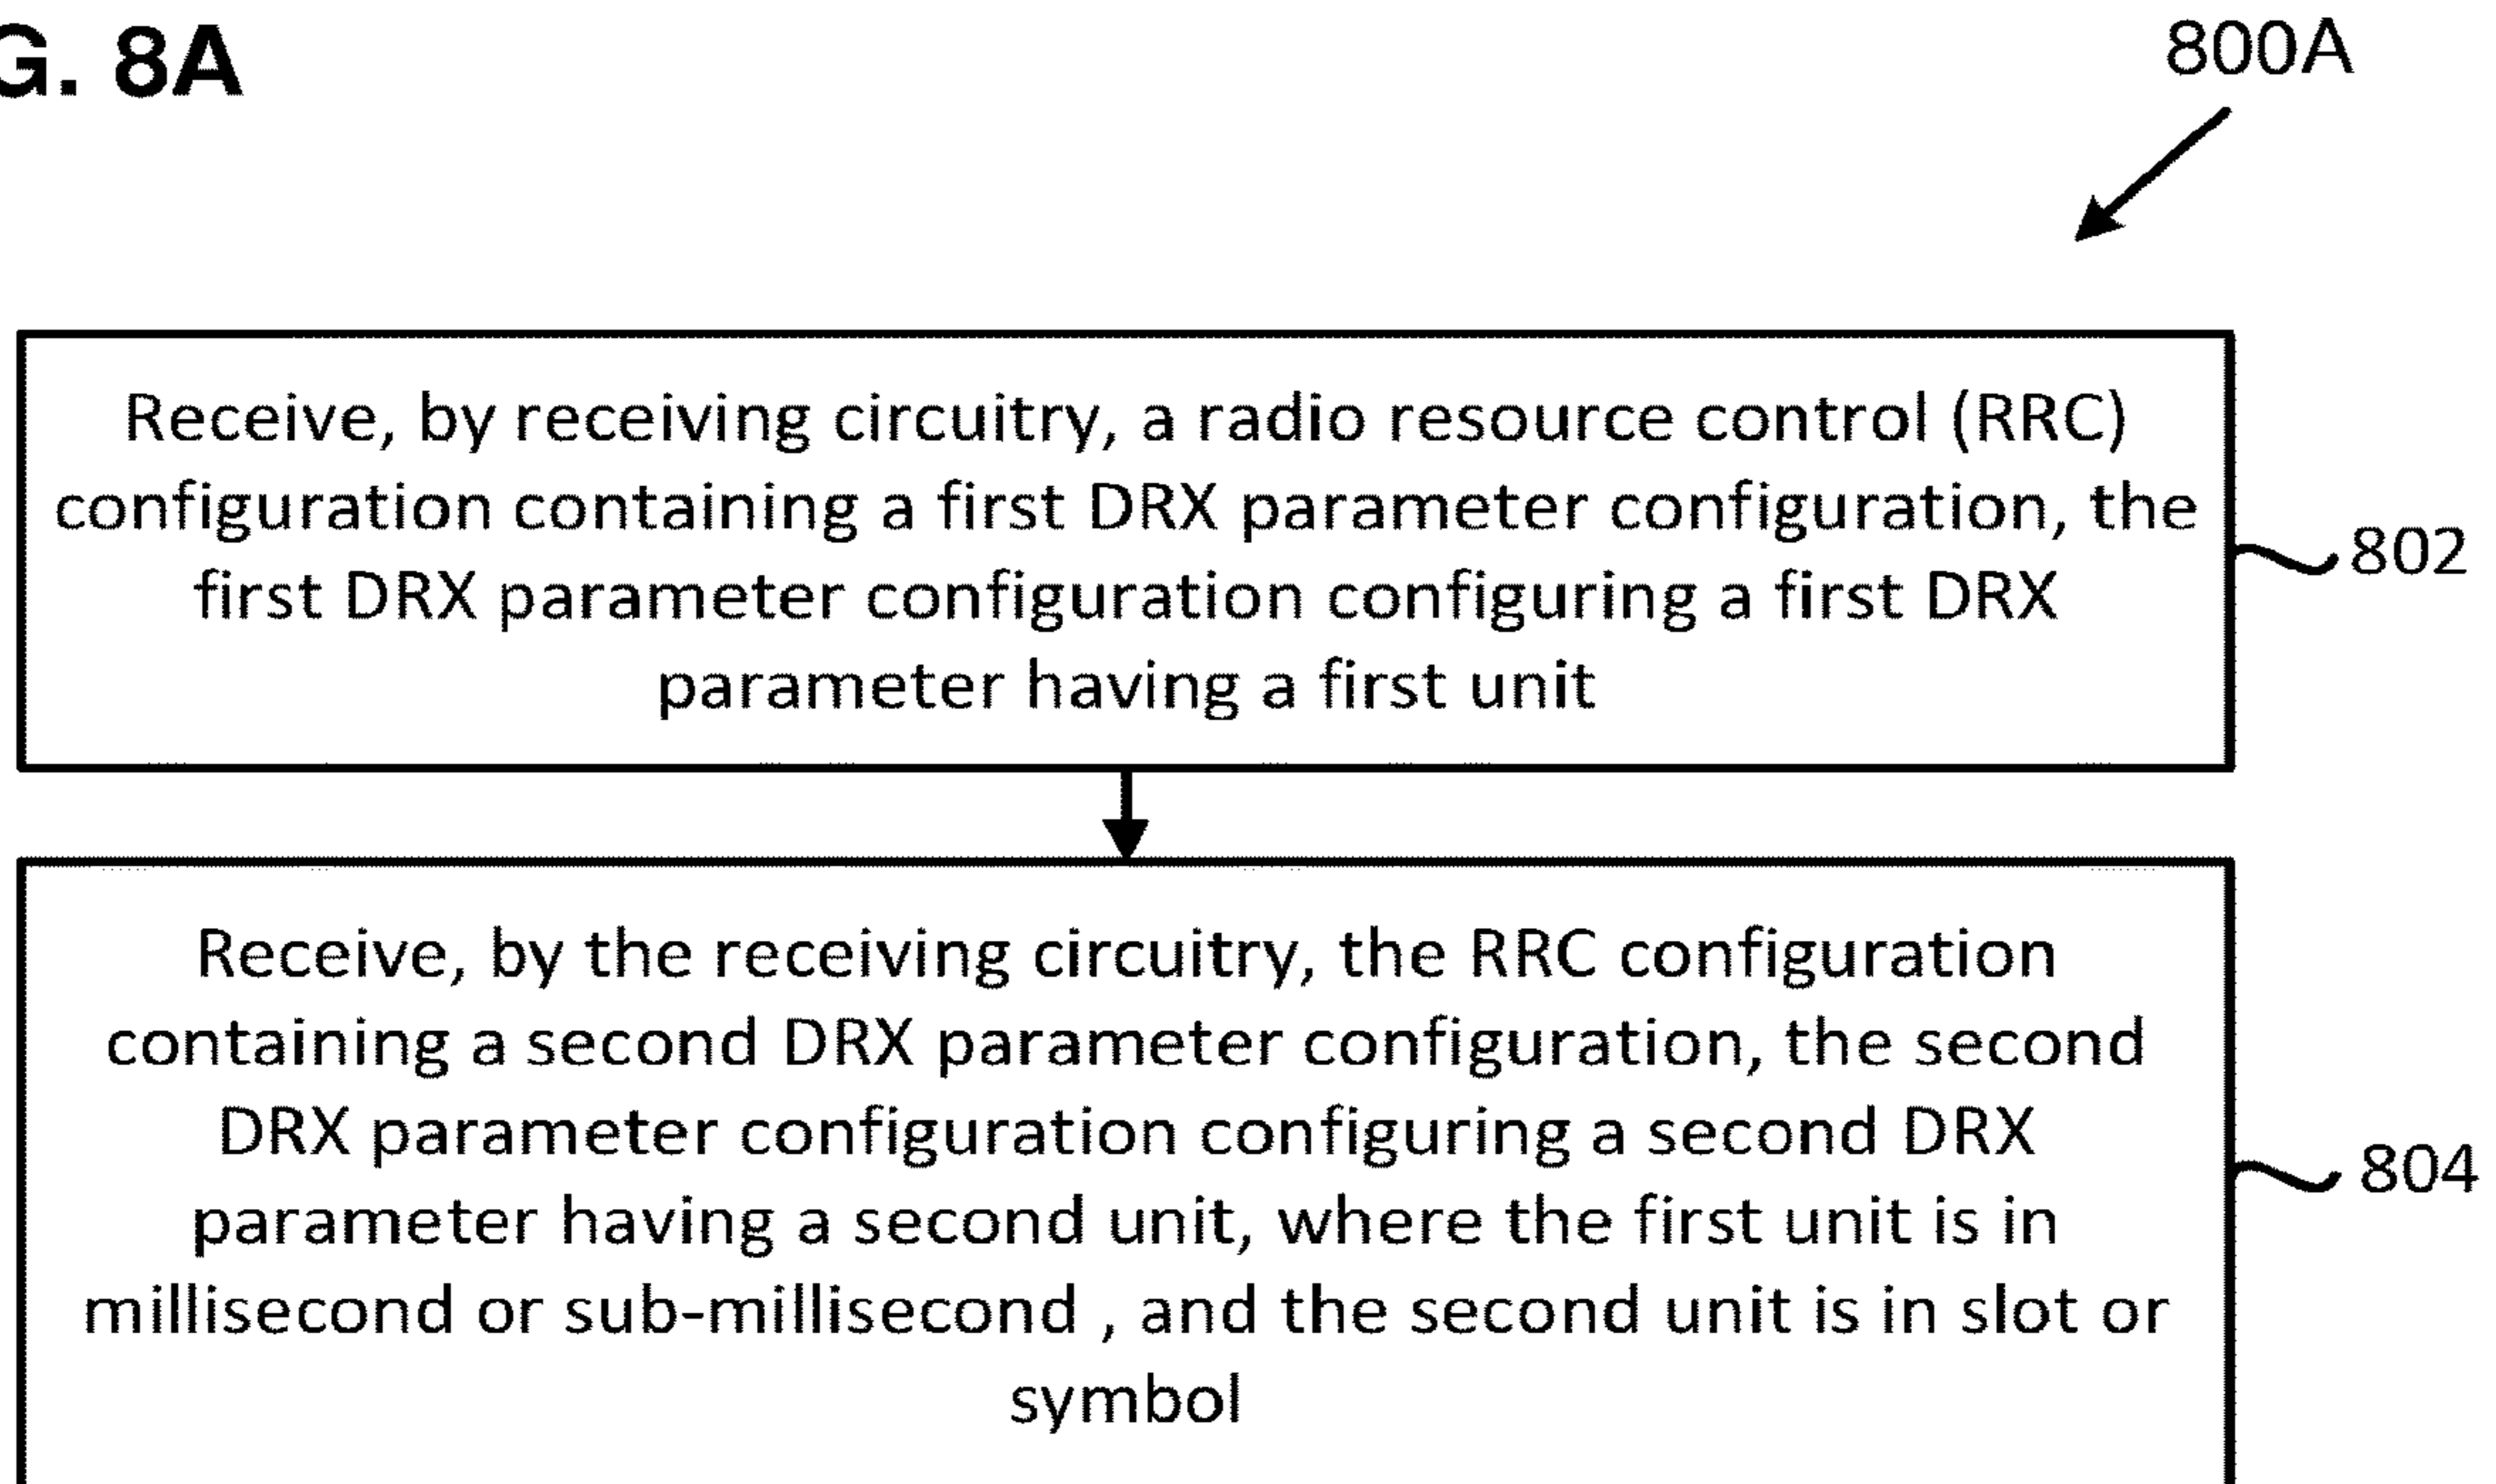 G. 8A
800A
Receive, by receiving circuitry, a radio resource control (RRC)
configuration containing a first DRX parameter configuration, the
first DRX parameter configuration configuring a first DRX
parameter having a first unit
802
Receive, by the receiving circuitry, the RRC configuration
containing a second DRX parameter configuration, the second
DRX parameter configuration configuring a second DRX
parameter having a second unit, where the first unit is in
millisecond or sub-millisecond , and the second unit is in slot or
symbol
804